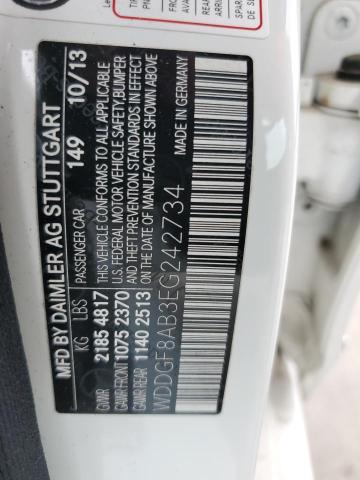 MFD BY DAIMLER AG STUTTGART
PASSENGER CAR 149 10/13
KG LBS
GVWR 2185 4817
GAWR FRONT 1075 2370
GAWR REAR 1140 2513
THIS VEHICLE CONFORMS TO ALL APPLICABLE
U.S. FEDERAL MOTOR VEHICLE SAFETY, BUMPER
AND THEFT PREVENTION STANDARDS IN EFFECT
ON THE DATE OF MANUFACTURE SHOWN ABOVE
MADE IN GERMANY
WDDGF8AB3EG242734